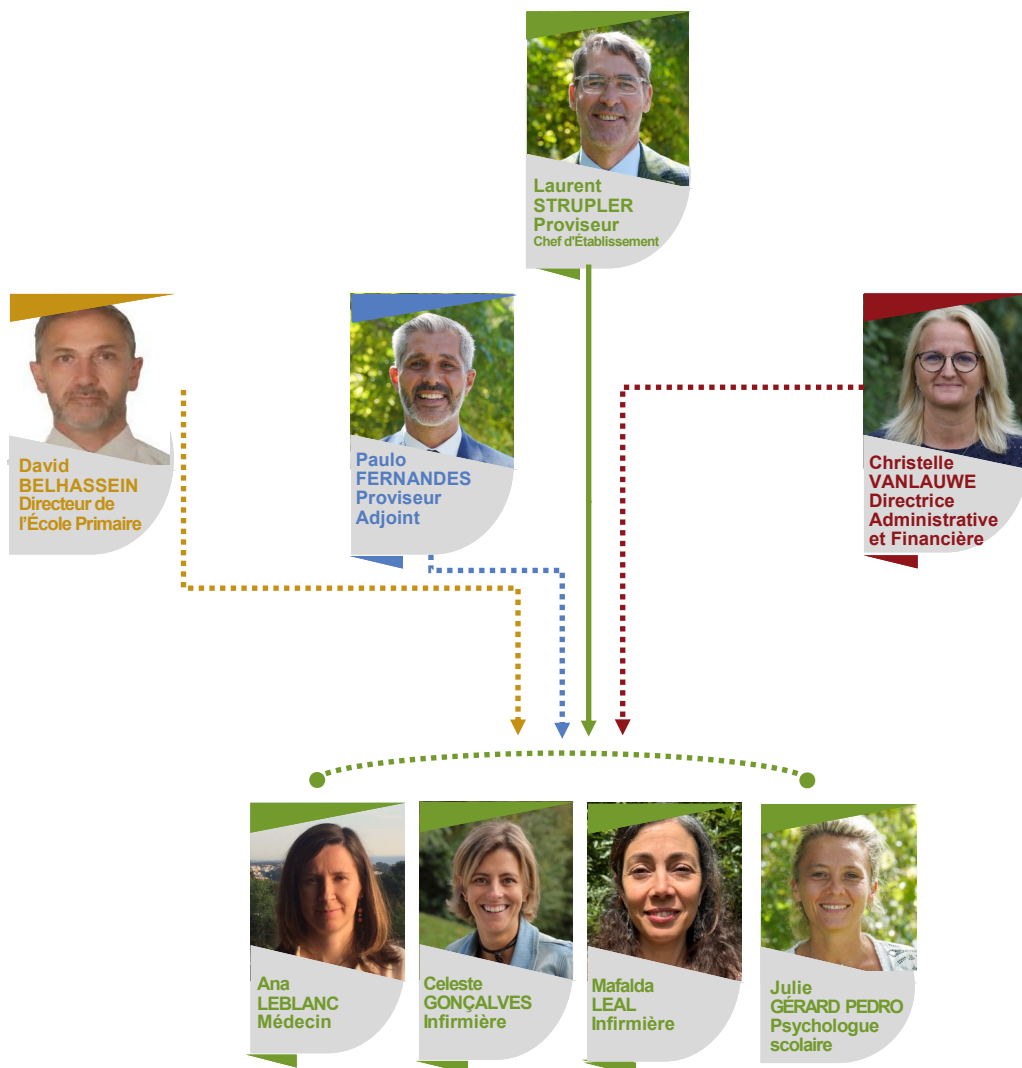 Laurent
STRUPLER
Proviseur
Chef d'Établissement
David
BELHASSEIN
Directeur de
l'École Primaire
Paulo
FERNANDES
Proviseur
Adjoint
Christelle
VANLAUWE
Directrice
Administrative
et Financière
Ana
LEBLANC
Médecin
Celeste
GONÇALVES
Infirmière
Mafalda
LEAL
Infirmière
Julie
GÉRARD PEDRO
Psychologue
scolaire